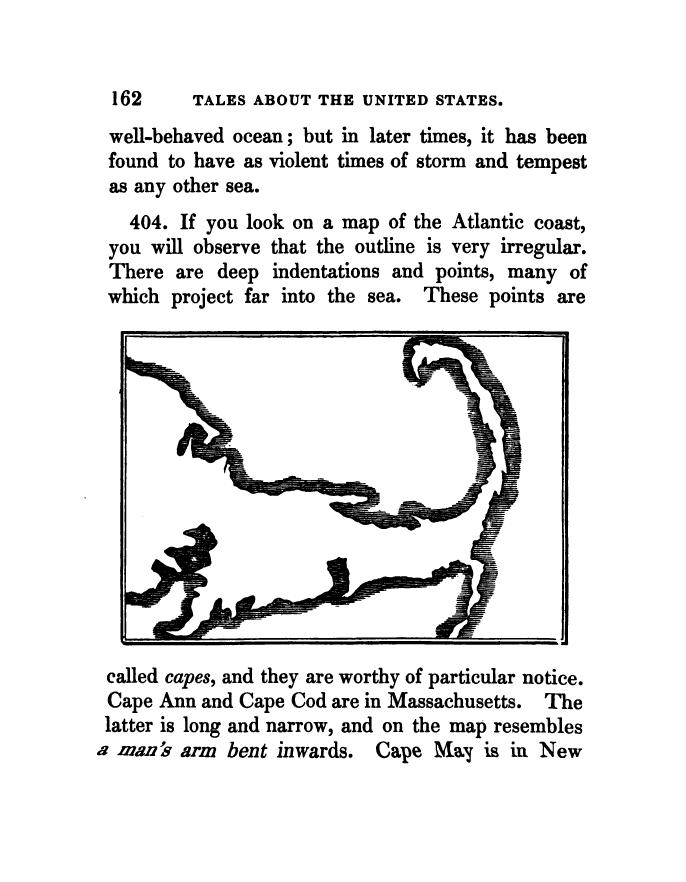 162 TALES ABOUT THE UNITED STATES.
well-behaved ocean; but in later times, it has been
found to have as violent times of storm and tempest
as any other sea.
404. If you look on a map of the Atlantic coast,
you will observe that the outline is very irregular.
There are deep indentations and points, many of
which project far into the sea. These points are
called capes, and they are worthy of particular notice.
Cape Ann and Cape Cod are in Massachusetts. The
latter is long and narrow, and on the map resembles
a man's arm bent inwards. Cape May is in New